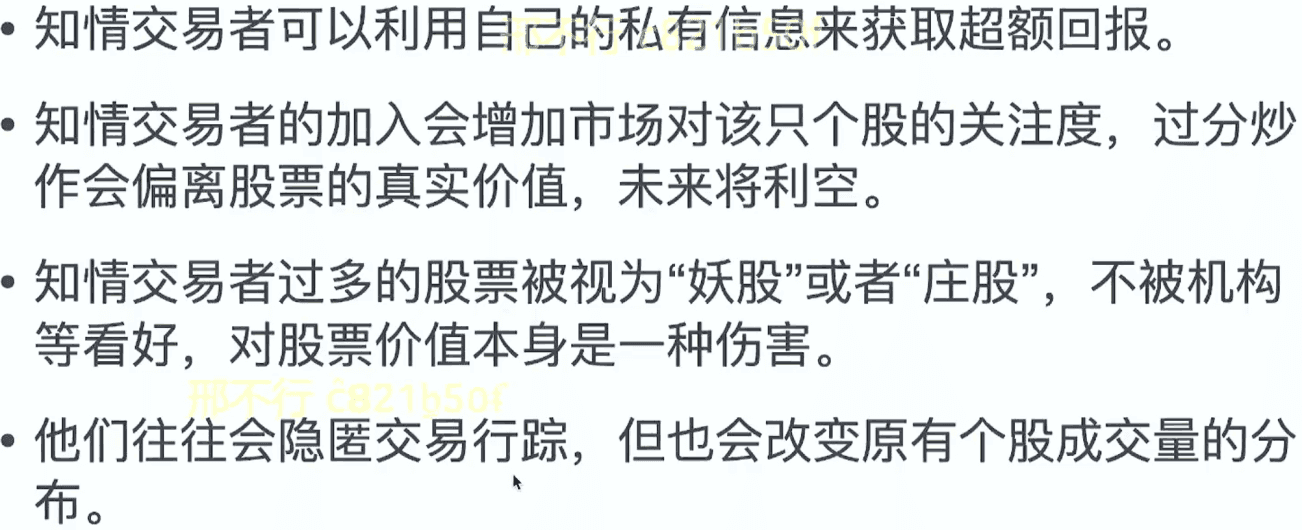 • 知情交易者可以利用自己的私有信息来获取超额回报。
• 知情交易者的加入会增加市场对该只个股的关注度，过分炒
作会偏离股票的真实价值，未来将利空。
• 知情交易者过多的股票被视为“妖股”或者“庄股”，不被机构
等看好，对股票价值本身是一种伤害。
邢不行
• 他们往往会隐匿交易行踪，但也会改变原有个股成交量的分
布。